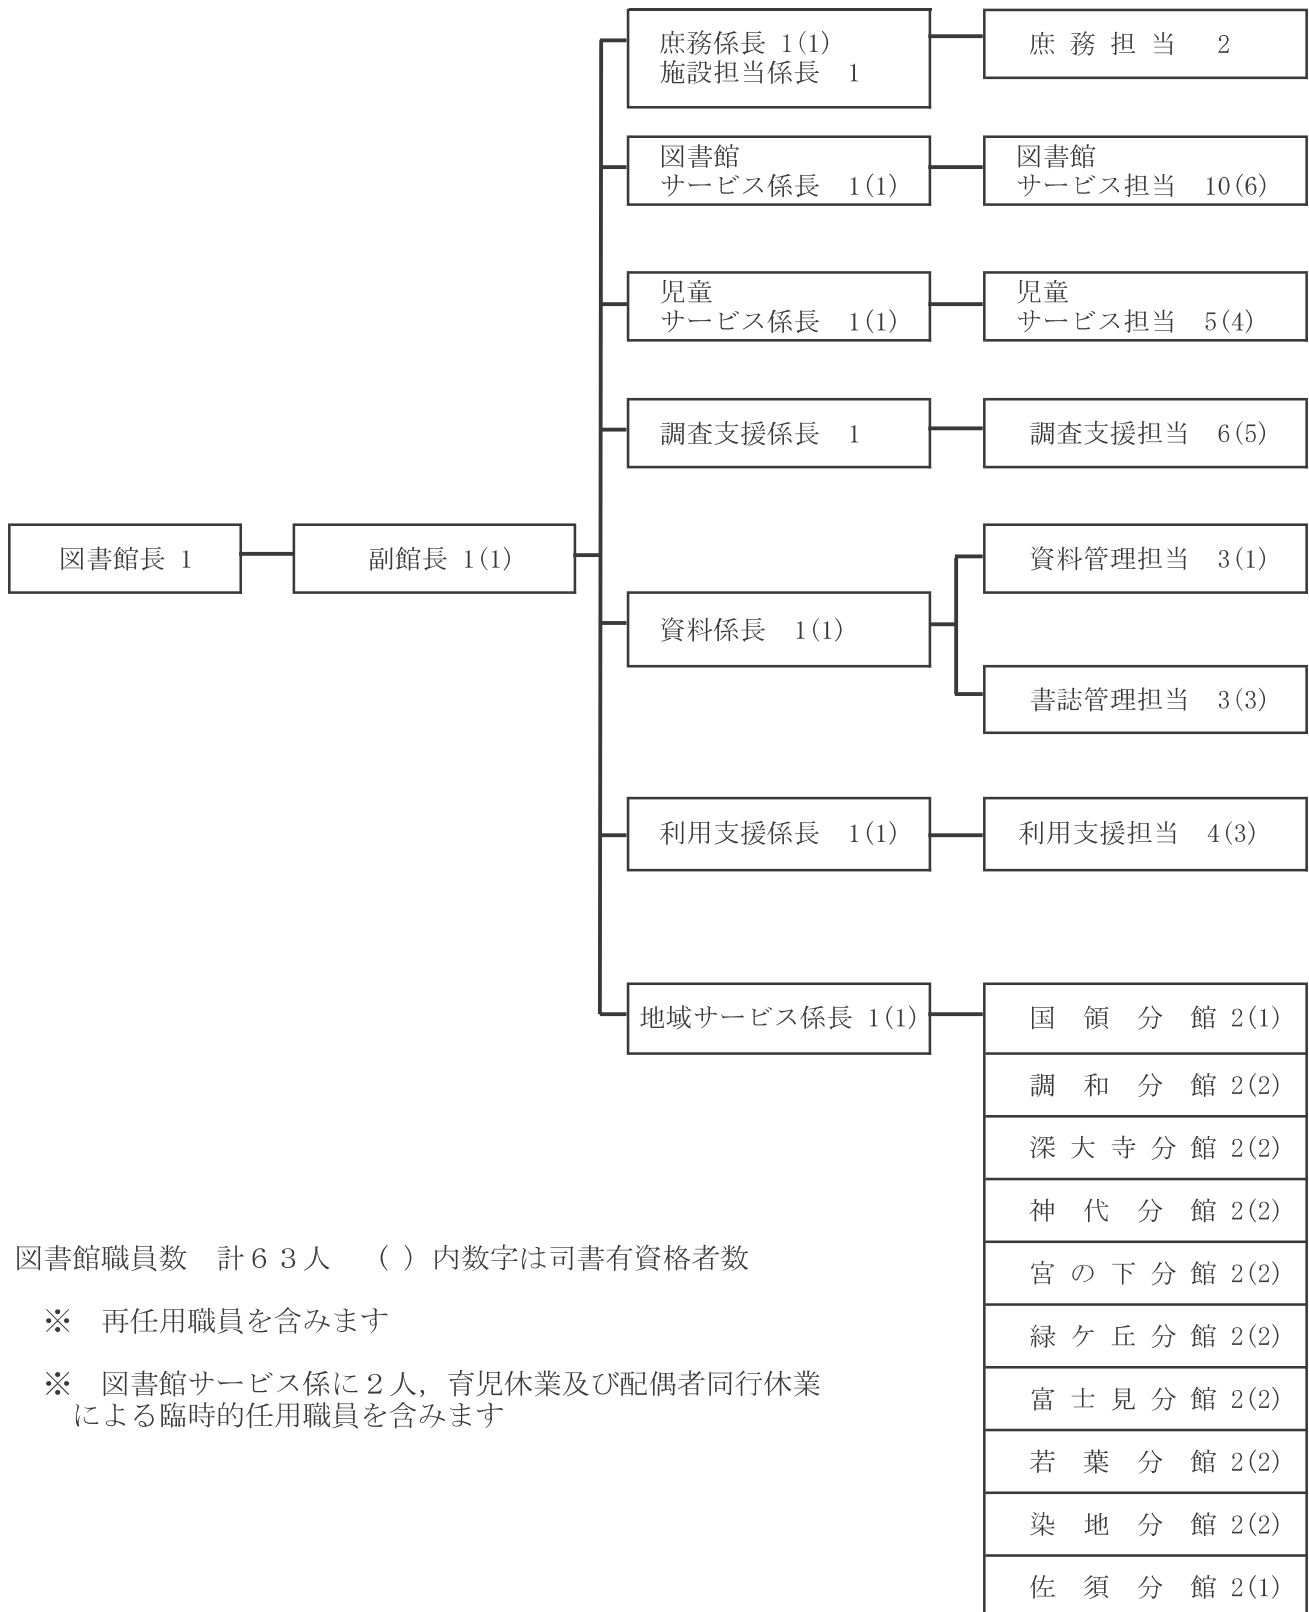 図書館長 1
副館長 1(1)
庶務係長 1(1)
施設担当係長　1
庶 務 担 当　2
図書館
サービス係長　1(1)
図書館
サービス担当　10(6)
児童
サービス係長　1(1)
児童
サービス担当　5(4)
調査支援係長　1
調査支援担当　6(5)
資料係長　1(1)
資料管理担当　3(1)
書誌管理担当　3(3)
利用支援係長　1(1)
利用支援担当　4(3)
地域サービス係長 1(1)
国　領　分　館 2(1)
調　和　分　館 2(2)
深 大 寺 分 館 2(2)
神　代　分　館 2(2)
宮 の 下 分 館 2(2)
緑 ケ 丘 分 館 2(2)
富 士 見 分 館 2(2)
若　葉　分　館 2(2)
染　地　分　館 2(2)
佐　須　分　館 2(1)
図書館職員数　計６３人　（ ）内数字は司書有資格者数
※　再任用職員を含みます
※　図書館サービス係に２人，育児休業及び配偶者同行休業
による臨時的任用職員を含みます